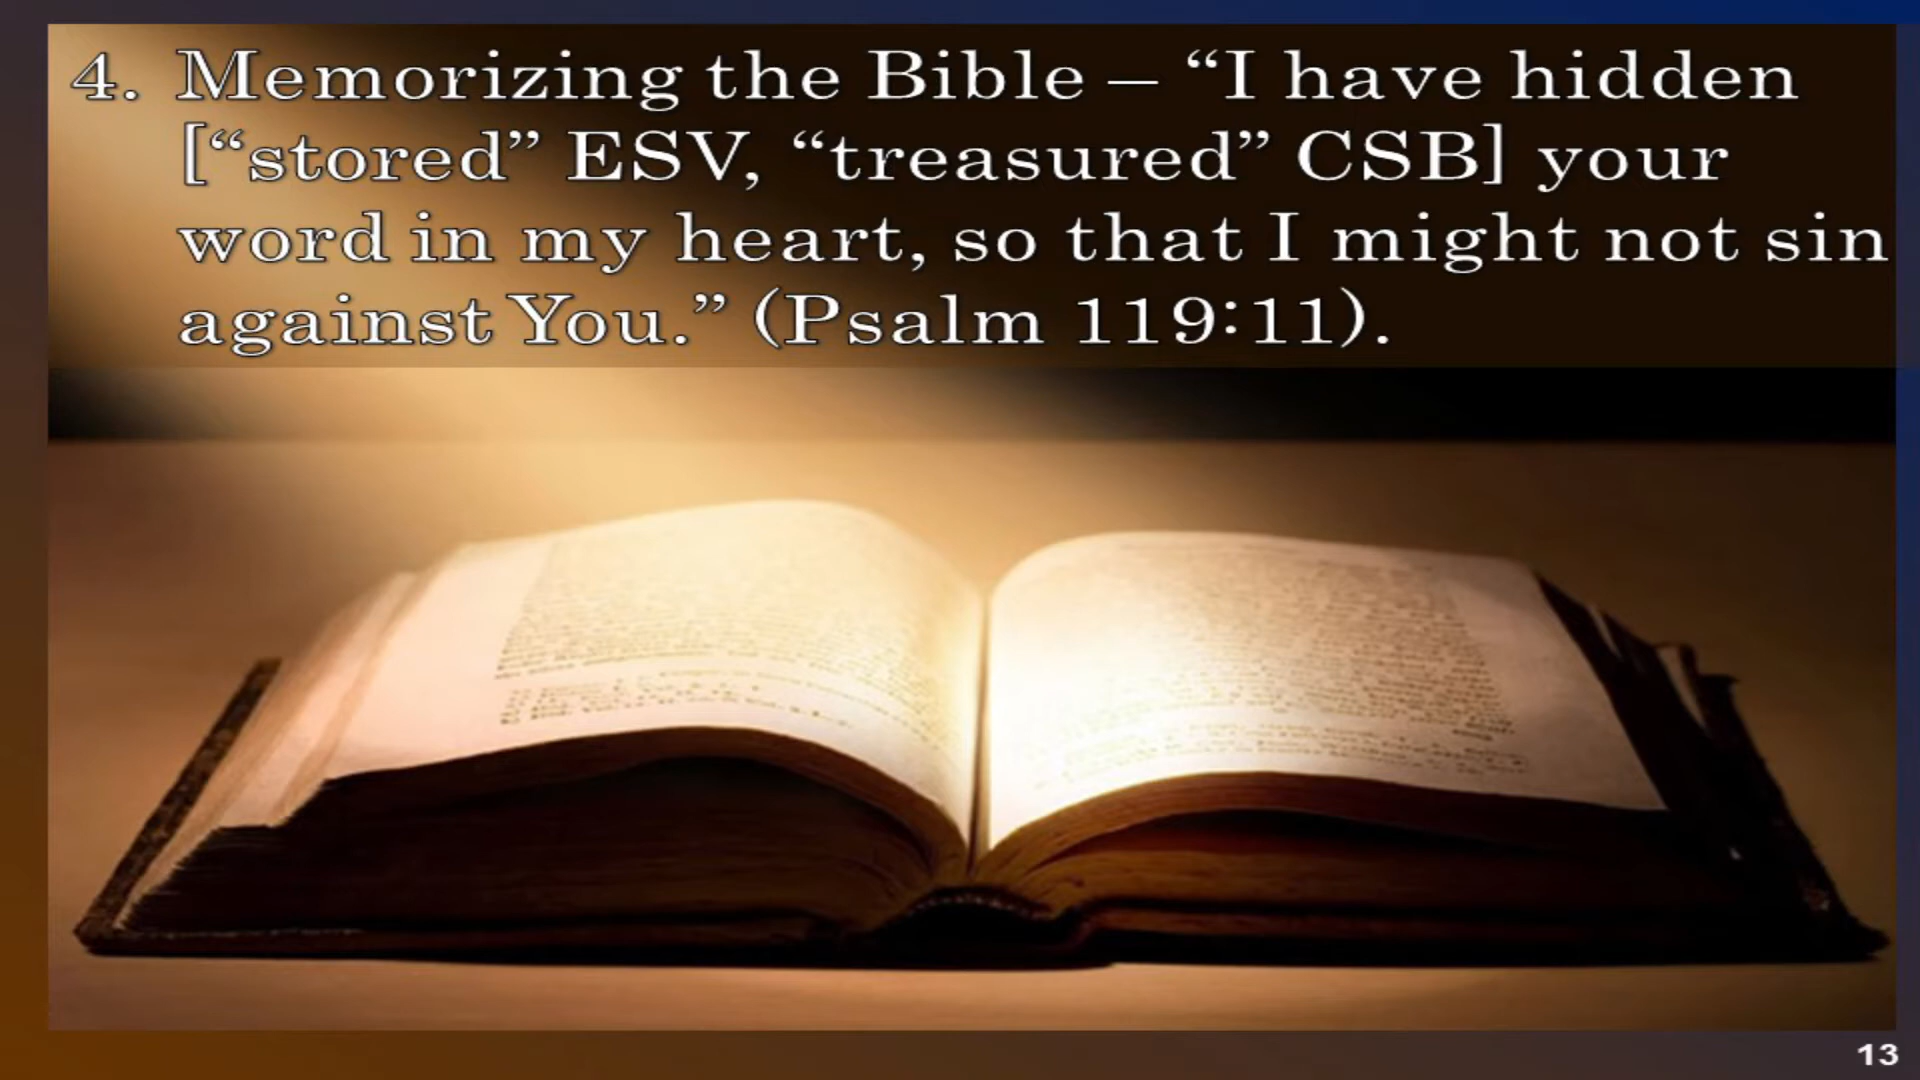 4. Memorizing the Bible – “I have hidden
[“stored” ESV, “treasured” CSB] your
word in my heart, so that I might not sin
against You.” (Psalm 119:11).
13